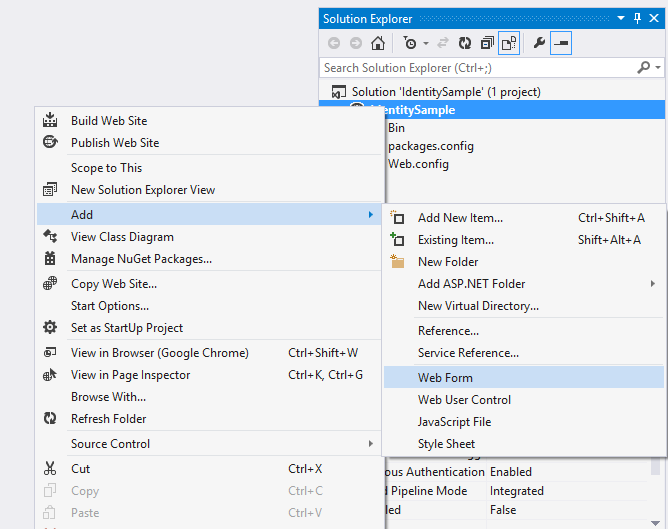 Solution Explorer
Search Solution Explorer (Ctrl+;)
Solution 'IdentitySample' (1 project)
IdentitySample
Bin
packages.config
Web.config
Build Web Site
Publish Web Site
Scope to This
New Solution Explorer View
Add
View Class Diagram
Manage NuGet Packages...
Copy Web Site...
Start Options...
Set as StartUp Project
View in Browser (Google Chrome) Ctrl+Shift+W
View in Page Inspector Ctrl+K, Ctrl+G
Browse With...
Refresh Folder
Source Control
Cut Ctrl+X
Copy Ctrl+C
Paste Ctrl+V
Add New Item... Ctrl+Shift+A
Existing Item... Shift+Alt+A
New Folder
Add ASP.NET Folder
New Virtual Directory...
Reference...
Service Reference...
Web Form
Web User Control
JavaScript File
Style Sheet
ous Authentication Enabled
d Pipeline Mode Integrated
led False